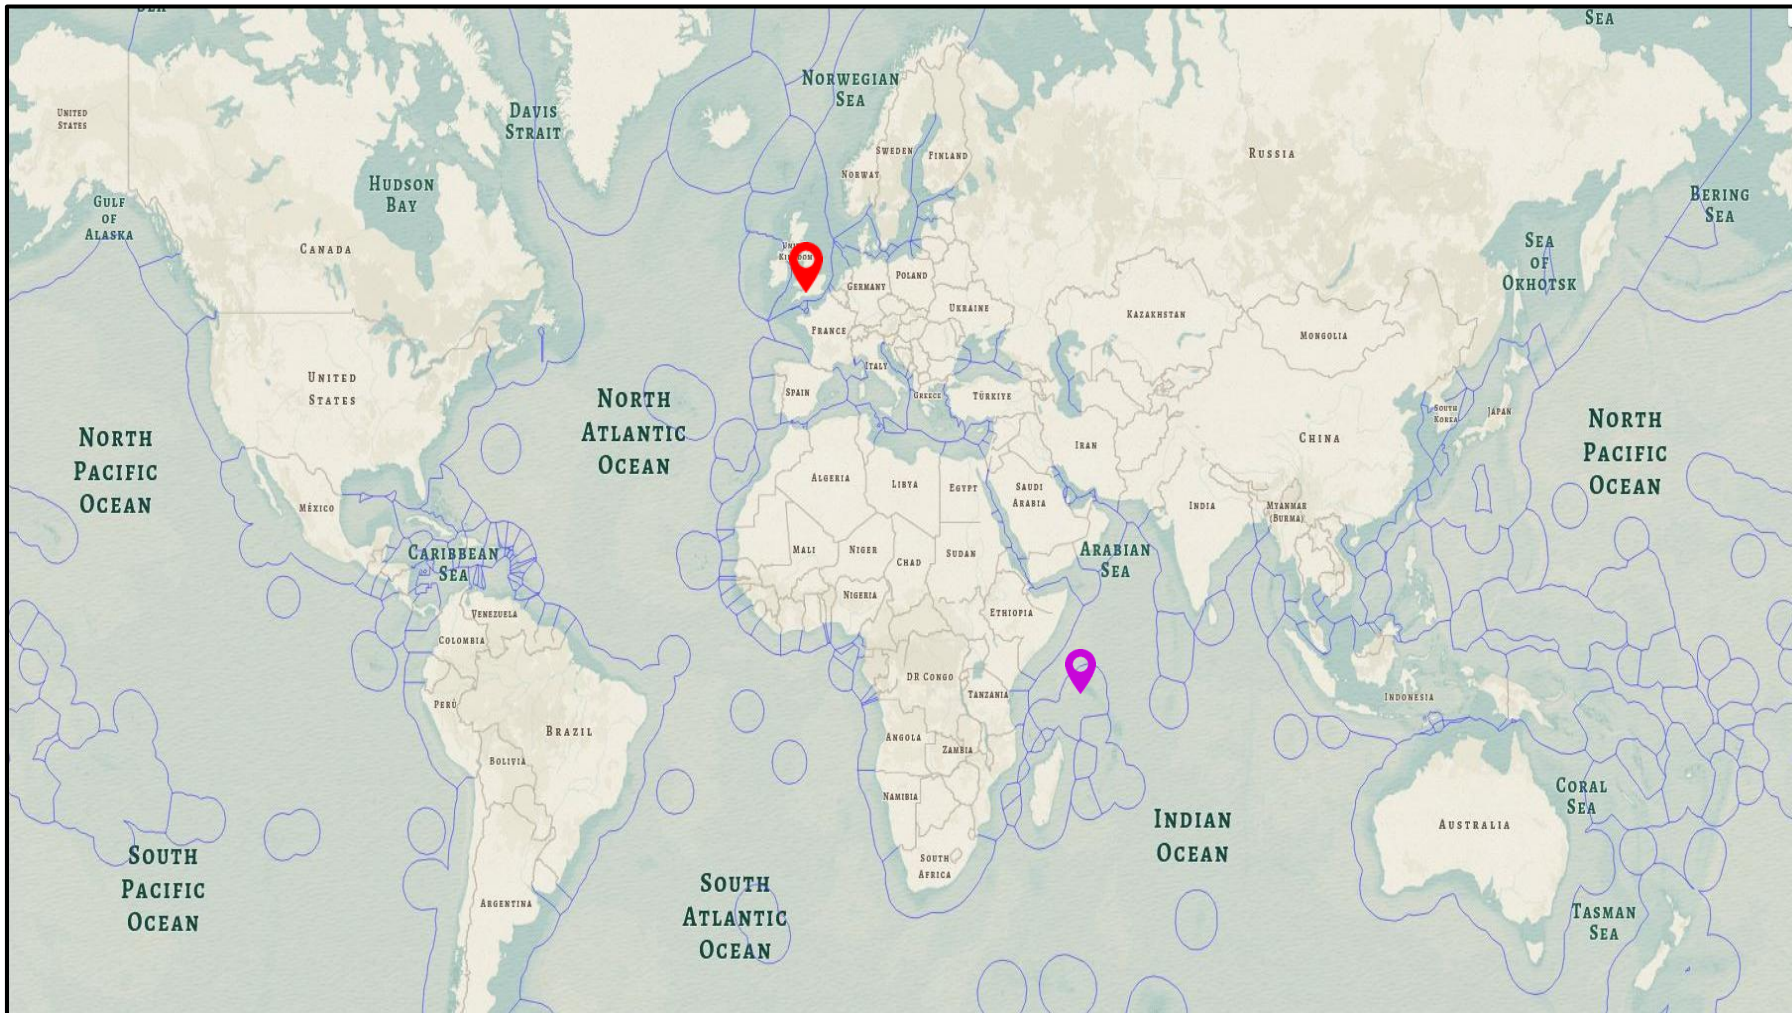 SEA
SEA
NORWEGIAN
SEA
DAVIS
STRAIT
UNITED
STATES
SWEDEN
FINLAND
NORWAY
RUSSIA
HUDSON
BAY
GULF
OF
ALASKA
BERING
SEA
CANADA
SEA
OF
OKHOTSK
POLAND
GERMANY
UKRAINE
KAZAKHSTAN
FRANCE
MONGOLIA
ITALY
UNITED
STATES
SPAIN
GREECE
TÜRKIYE
NORTH
ATLANTIC
OCEAN
SOUTH
KOREA
JAPAN
NORTH
PACIFIC
OCEAN
IRAN
CHINA
NORTH
PACIFIC
OCEAN
ALGERIA
LIBYA
EGYPT
SAUDI
ARABIA
MÉXICO
INDIA
MYANMAR
(BURMA)
MALI
NIGER
CHAD
SUDAN
ARABIAN
SEA
CARIBBEAN
SEA
NIGERIA
ETHIOPIA
VENEZUELA
COLOMBIA
DR CONGO
TANZANIA
INDONESIA
PERÚ
BRAZIL
ANGOLA
ZAMBIA
BOLIVIA
NAMIBIA
CORAL
SEA
INDIAN
OCEAN
AUSTRALIA
SOUTH
AFRICA
SOUTH
PACIFIC
OCEAN
SOUTH
ATLANTIC
OCEAN
ARGENTINA
TASMAN
SEA